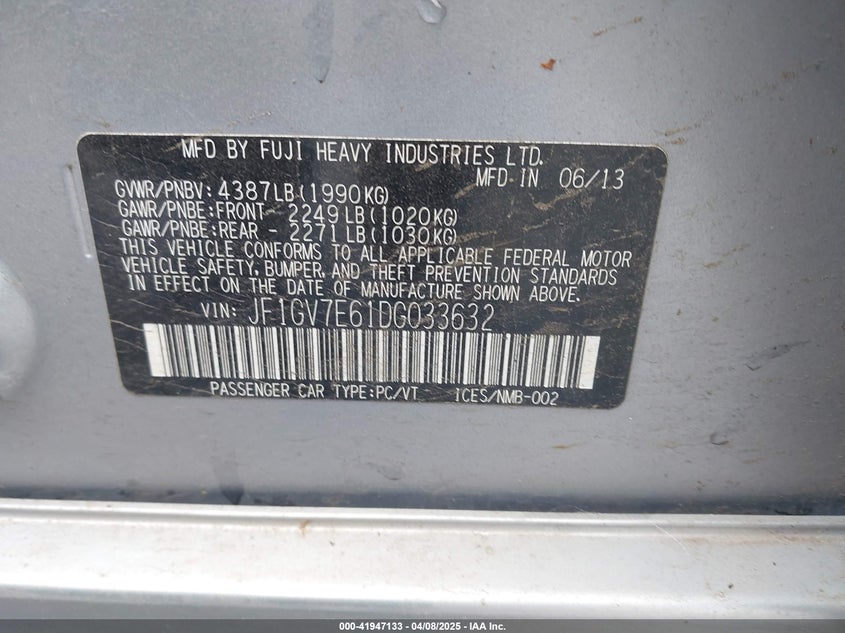 MFD BY FUJI HEAVY INDUSTRIES LTD.
MFD IN 06/13
GVWR/PNBV: 4387LB(1990KG)
GAWR/PNBE:FRONT- 2249LB(1020KG)
GAWR/PNBE:REAR - 2271LB(1030KG)
THIS VEHICLE CONFORMS TO ALL APPLICABLE FEDERAL MOTOR
VEHICLE SAFETY, BUMPER, AND THEFT PREVENTION STANDARDS
IN EFFECT ON THE DATE OF MANUFACTURE SHOWN ABOVE.
VIN: JF1GV7E61DG033632
PASSENGER CAR TYPE:PC/VT ICES/NMB-002
000-41947133 - 04/08/2025 - IAA Inc.